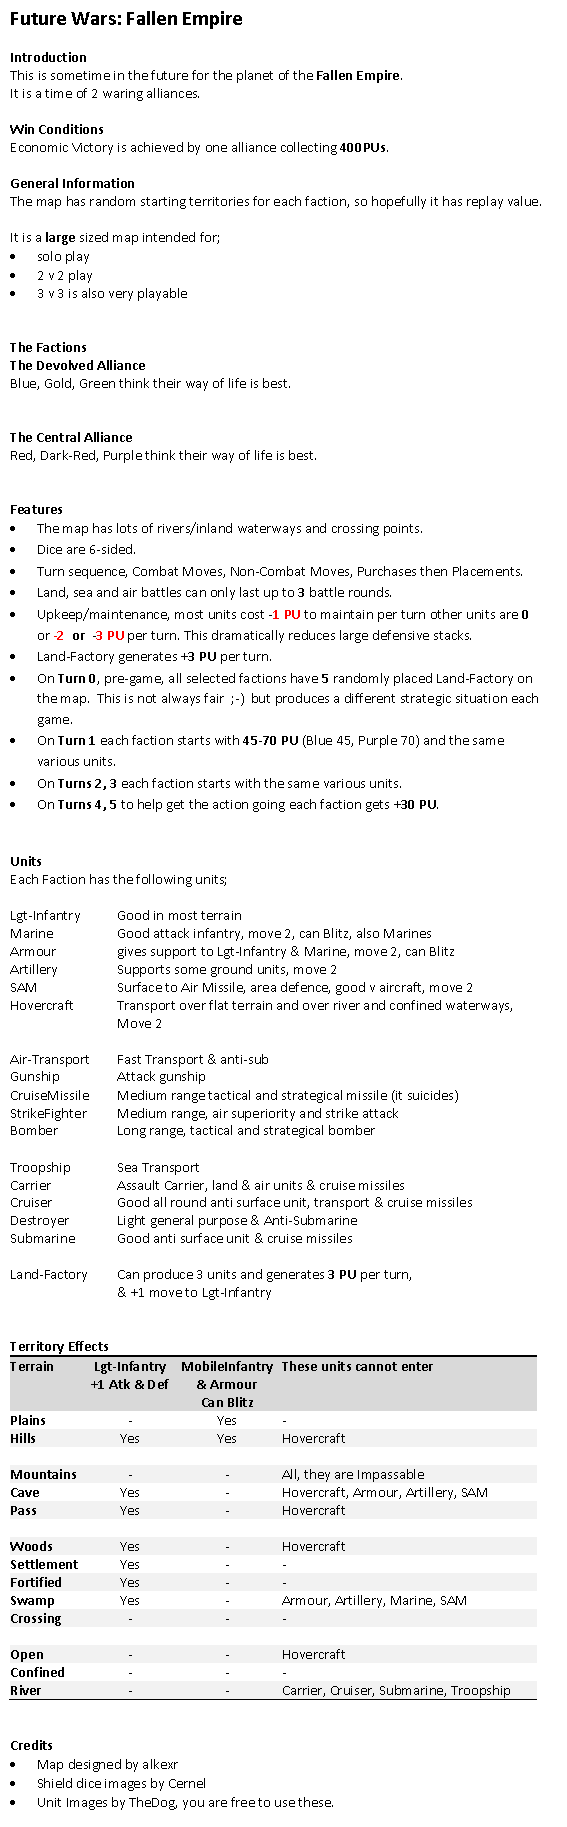 Future Wars: Fallen Empire
Introduction
This is sometime in the future for the planet of the Fallen Empire.
It is a time of 2 waring alliances.
Win Conditions
Economic Victory is achieved by one alliance collecting 400PUs.
General Information
The map has random starting territories for each faction, so hopefully it has replay value.
It is a large sized map intended for;
• solo play
• 2 v 2 play
• 3 v 3 is also very playable
The Factions
The Devolved Alliance
Blue, Gold, Green think their way of life is best.
The Central Alliance
Red, Dark-Red, Purple think their way of life is best.
Features
• The map has lots of rivers/inland waterways and crossing points.
• Dice are 6-sided.
• Turn sequence, Combat Moves, Non-Combat Moves, Purchases then Placements.
• Land, sea and air battles can only last up to 3 battle rounds.
• Upkeep/maintenance, most units cost -1 PU to maintain per turn other units are 0
or -2 or -3 PU per turn. This dramatically reduces large defensive stacks.
• Land-Factory generates +3 PU per turn.
• On Turn 0, pre-game, all selected factions have 5 randomly placed Land-Factory on
the map. This is not always fair ;-) but produces a different strategic situation each
game.
• On Turn 1 each faction starts with 45-70 PU (Blue 45, Purple 70) and the same
various units.
• On Turns 2, 3 each faction starts with the same various units.
• On Turns 4, 5 to help get the action going each faction gets +30 PU.
Units
Each Faction has the following units;
Lgt-Infantry Good in most terrain
Marine Good attack infantry, move 2, can Blitz, also Marines
Armour gives support to Lgt-Infantry & Marine, move 2, can Blitz
Artillery Supports some ground units, move 2
SAM Surface to Air Missile, area defence, good v aircraft, move 2
Hovercraft Transport over flat terrain and over river and confined waterways,
Move 2
Air-Transport Fast Transport & anti-sub
Gunship Attack gunship
CruiseMissile Medium range tactical and strategical missile (it suicides)
StrikeFighter Medium range, air superiority and strike attack
Bomber Long range, tactical and strategical bomber
Troopship Sea Transport
Carrier Assault Carrier, land & air units & cruise missiles
Cruiser Good all round anti surface unit, transport & cruise missiles
Destroyer Light general purpose & Anti-Submarine
Submarine Good anti surface unit & cruise missiles
Land-Factory Can produce 3 units and generates 3 PU per turn,
& +1 move to Lgt-Infantry
Territory Effects
Terrain Lgt-Infantry MobileInfantry These units cannot enter
+1 Atk & Def & Armour
Can Blitz
Plains - Yes -
Hills Yes Yes Hovercraft
Mountains - - All, they are Impassable
Cave Yes - Hovercraft, Armour, Artillery, SAM
Pass Yes - Hovercraft
Woods Yes - Hovercraft
Settlement Yes - -
Fortified Yes - -
Swamp Yes - Armour, Artillery, Marine, SAM
Crossing - - -
Open - - Hovercraft
Confined - - -
River - - Carrier, Cruiser, Submarine, Troopship
Credits
• Map designed by alkexr
• Shield dice images by Cernel
• Unit Images by TheDog, you are free to use these.